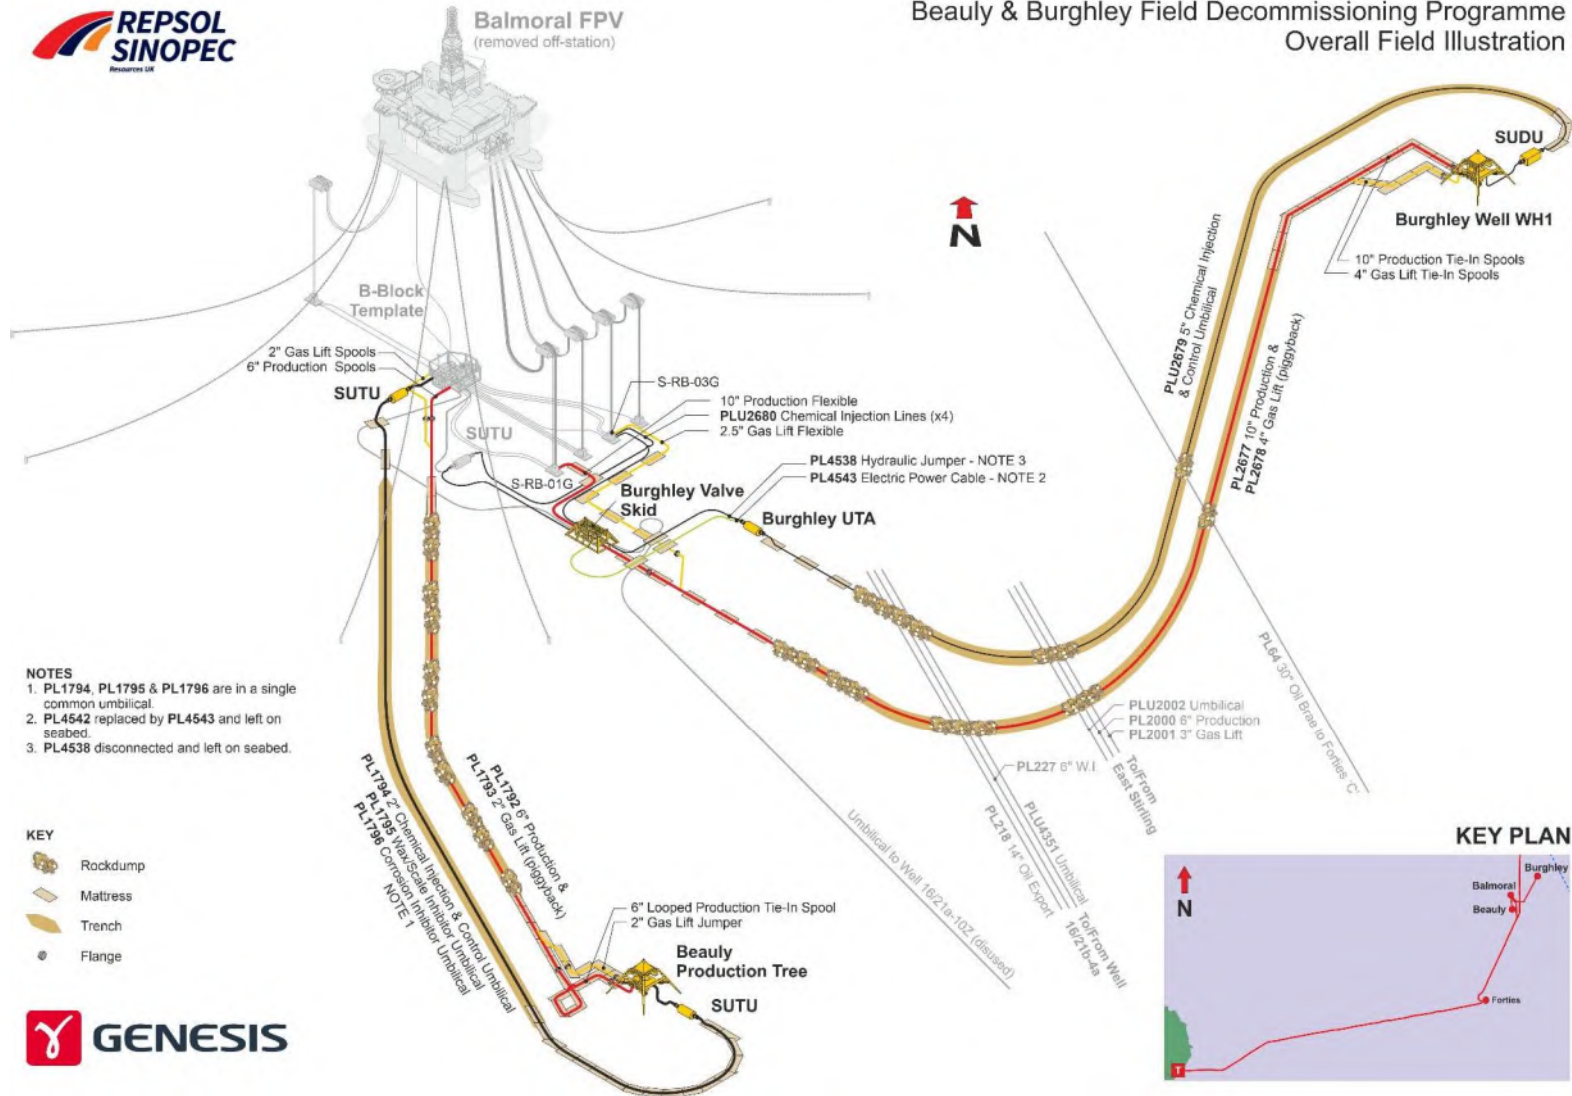 REPSOL
SINOPEC
Resources UK
Balmoral FPV
(removed off-station)
Beauly & Burghley Field Decommissioning Programme
Overall Field Illustration
SUDU
Burghley Well WH1
10" Production Tie-In Spools
4" Gas Lift Tie-In Spools
N
B-Block
Template
2" Gas Lift Spools
6" Production Spools
SUTU
SUTU
S-RB-03G
10" Production Flexible
PLU2680 Chemical Injection Lines (x4)
2.5" Gas Lift Flexible
S-RB-01G
PL4538 Hydraulic Jumper - NOTE 3
PL4543 Electric Power Cable - NOTE 2
Burghley Valve
Skid
Burghley UTA
PLU2679 5" Chemical Injection
& Control Umbilical
PL2677 10" Production &
PL2678 4" Gas Lift (piggyback)
PL64 30" Oil Brae to Forties 'C'
PLU2002 Umbilical
PL2000 6" Production
PL2001 3" Gas Lift
To/From
East Stirling
PL227 6" W.I
PL218 14" Oil Export
PLU4351 Umbilical
To/From Well
16/21b-4a
Umbilical to Well 16/21a-10Z (disused)
NOTES
1. PL1794, PL1795 & PL1796 are in a single
common umbilical.
2. PL4542 replaced by PL4543 and left on
seabed.
3. PL4538 disconnected and left on seabed.
PL1792 6" Production &
PL1793 2" Gas Lift (piggyback)
PL1794 2" Chemical Injection & Control Umbilical
PL1795 Wax/Scale Inhibitor Umbilical
PL1796 Corrosion Inhibitor Umbilical
NOTE 1
6" Looped Production Tie-In Spool
2" Gas Lift Jumper
Beauly
Production Tree
SUTU
KEY
Rockdump
Mattress
Trench
Flange
GENESIS
KEY PLAN
N
Burghley
Balmoral
Beauly
Forties
T